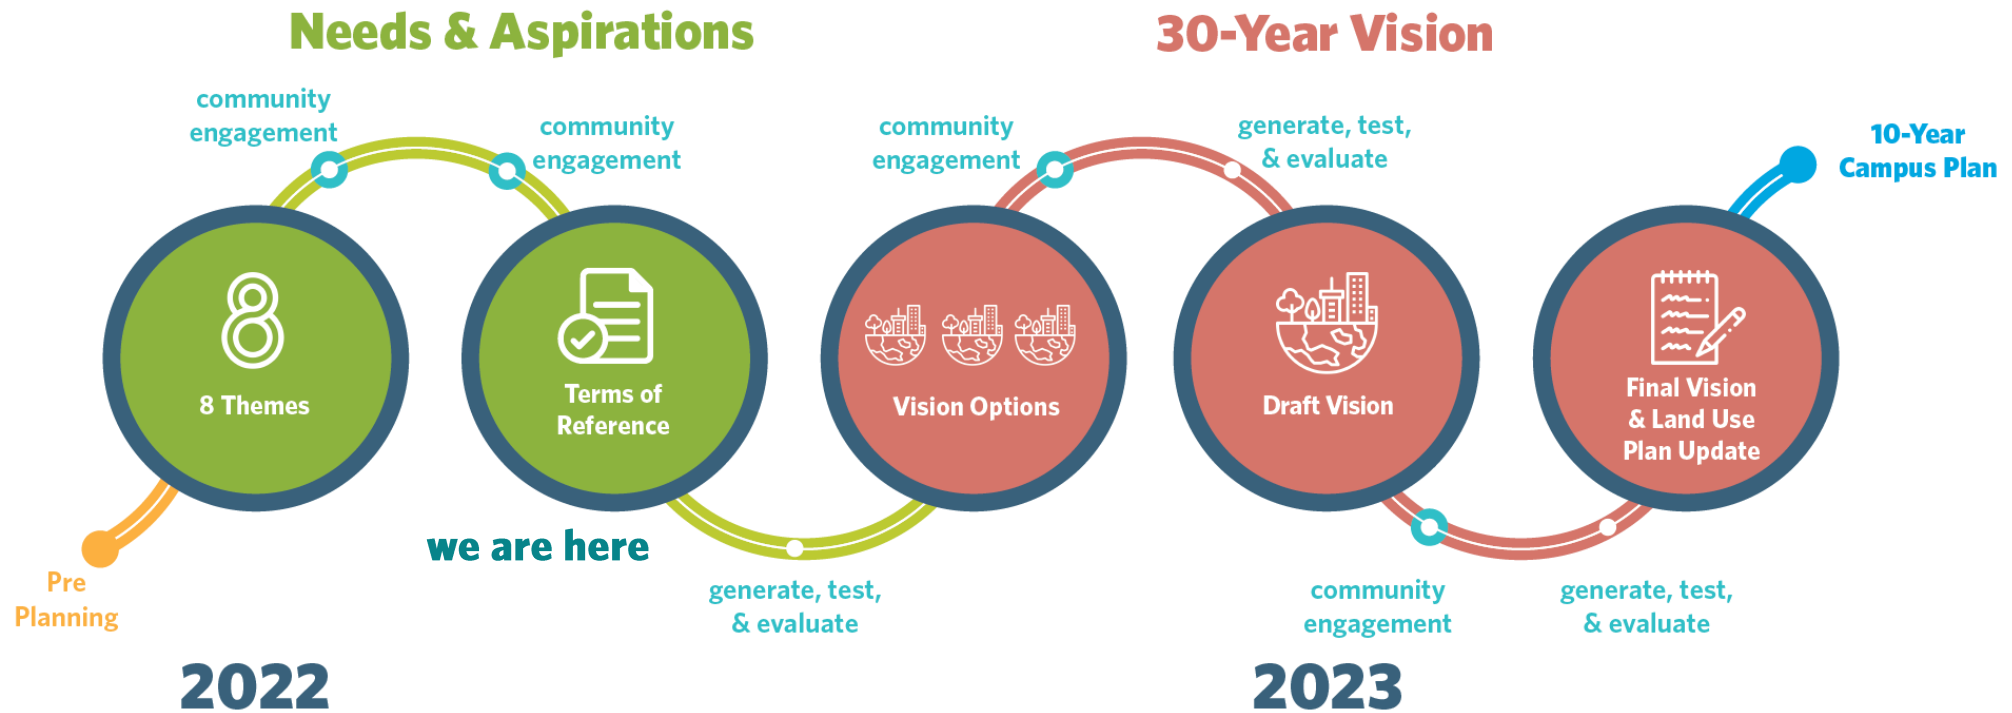 Needs & Aspirations
30-Year Vision
community
engagement
community
engagement
community
engagement
generate, test,
& evaluate
10-Year
Campus Plan
8
8 Themes
Terms of
Reference
Vision Options
Draft Vision
Final Vision
& Land Use
Plan Update
we are here
Pre
Planning
generate, test,
& evaluate
community
engagement
generate, test,
& evaluate
2022
2023